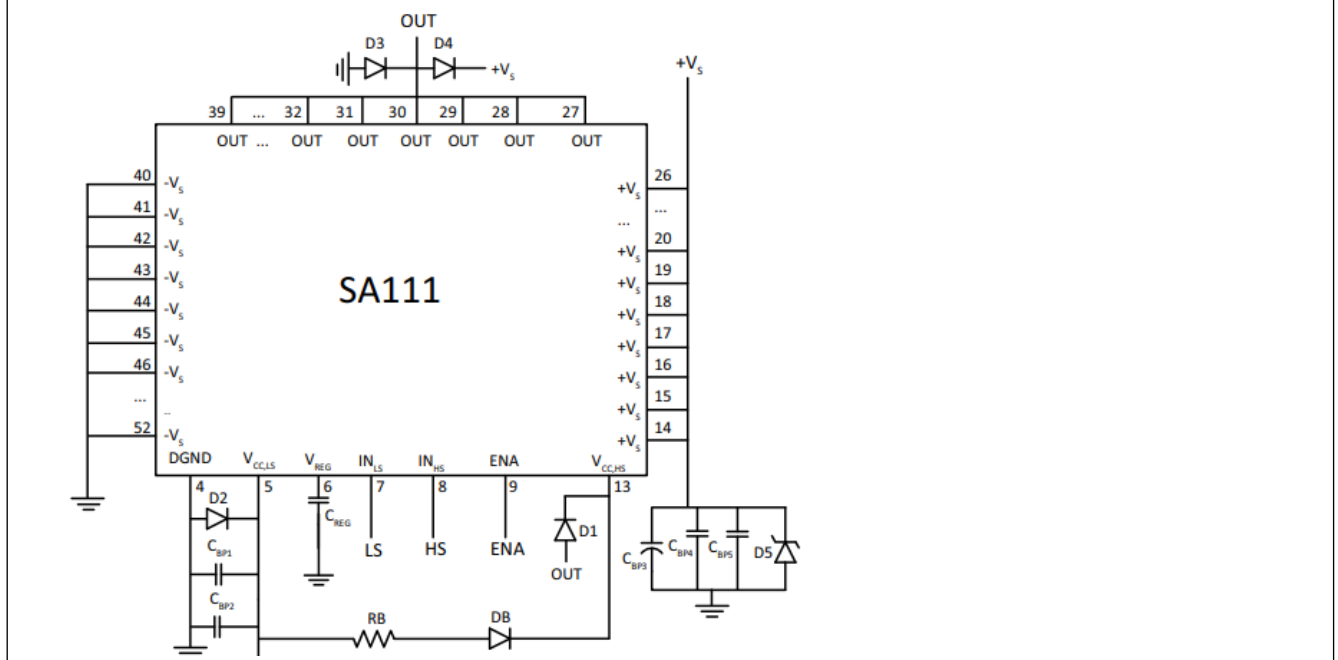 OUT
D3 D4
+Vs
+Vs
39 ... 32 31 30 29 28 27
OUT ... OUT OUT OUT OUT OUT OUT
40 -Vs
41 -Vs
42 -Vs
43 -Vs
44 -Vs
45 -Vs
46 -Vs
... ..
52 -Vs
SA111
+Vs 26
... ...
+Vs 20
+Vs 19
+Vs 18
+Vs 17
+Vs 16
+Vs 15
+Vs 14
DGND VCC,LS VREG INLS INHS ENA VCC,HS
4 5 6 7 8 9 13
D2
CREG
D1
CBP1
LS HS ENA
CBP3 CBP4 CBP5 D5
OUT
CBP2
RB DB